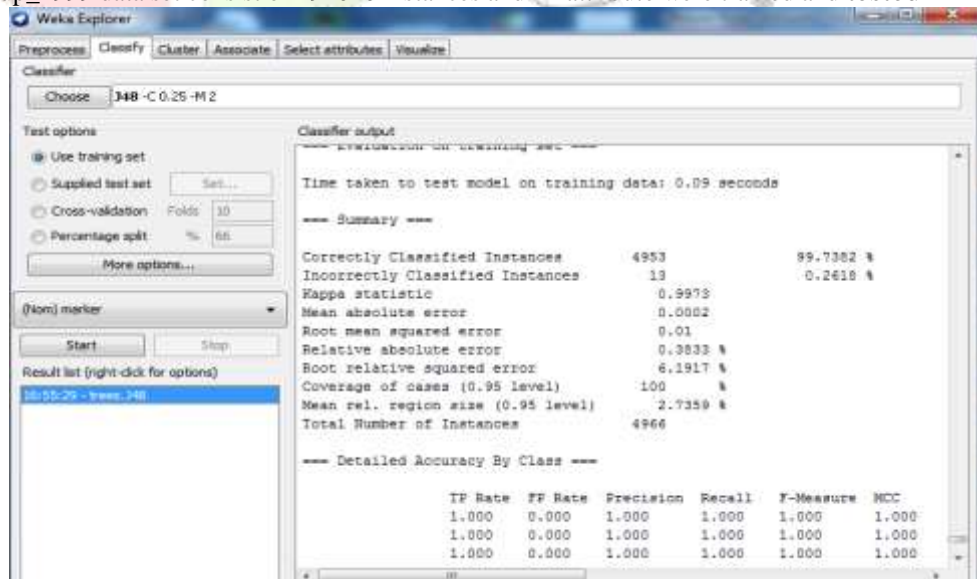 Weka Explorer
Preprocess Classify Cluster Associate Select attributes Visualize
Classifier
Choose J48 -C 0.25 -M 2
Test options
Use training set
Supplied test set Set...
Cross-validation Folds 10
Percentage split % 66
More options...
(Nom) marker
Start Stop
Result list (right-click for options)
16:55:29 - trees.J48
Classifier output
=== Evaluation on training set ===
Time taken to test model on training data: 0.09 seconds
=== Summary ===
Correctly Classified Instances 4953 99.7382 %
Incorrectly Classified Instances 13 0.2618 %
Kappa statistic 0.9973
Mean absolute error 0.0002
Root mean squared error 0.01
Relative absolute error 0.3833 %
Root relative squared error 6.1917 %
Coverage of cases (0.95 level) 100 %
Mean rel. region size (0.95 level) 2.7359 %
Total Number of Instances 4966
=== Detailed Accuracy By Class ===
TP Rate FP Rate Precision Recall F-Measure MCC
1.000 0.000 1.000 1.000 1.000 1.000
1.000 0.000 1.000 1.000 1.000 1.000
1.000 0.000 1.000 1.000 1.000 1.000